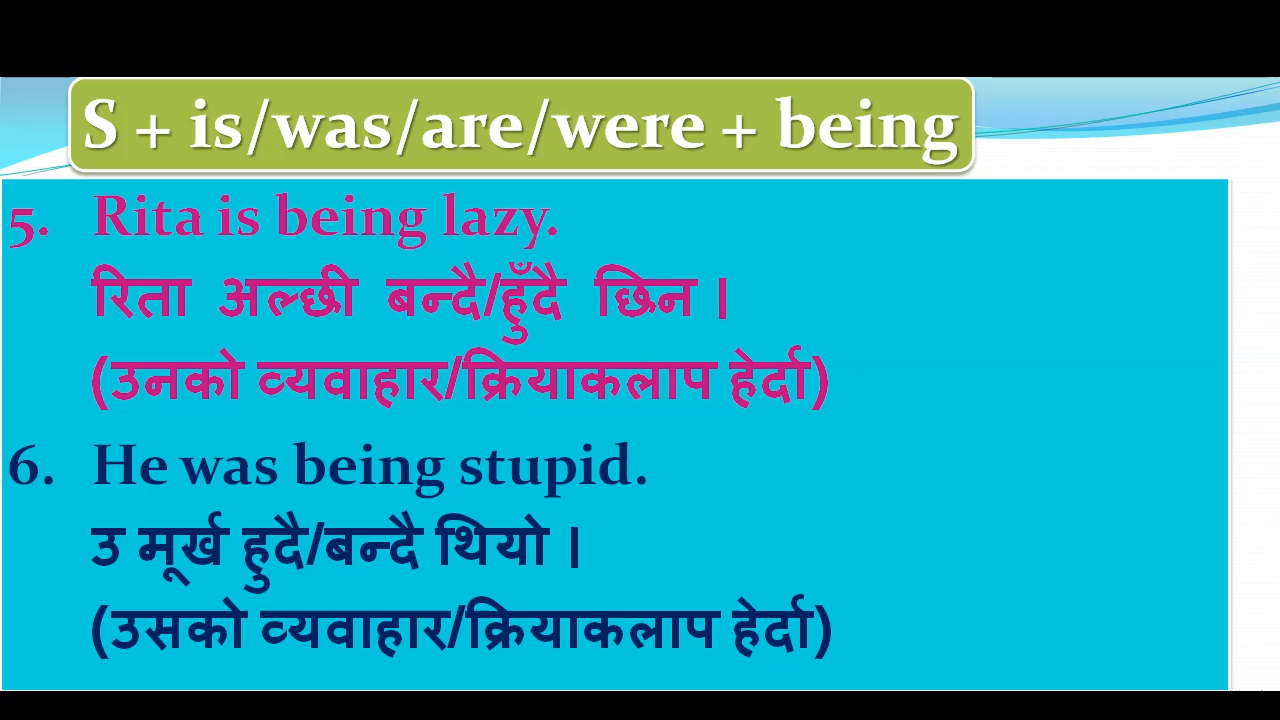 S + is/was/are/were + being
5. Rita is being lazy.
रिता अल्छी बन्दै/हुँदै छिन ।
(उनको व्यवाहार/क्रियाकलाप हेर्दा)
6. He was being stupid.
उ मूर्ख हुदै/बन्दै थियो ।
(उसको व्यवाहार/क्रियाकलाप हेर्दा)